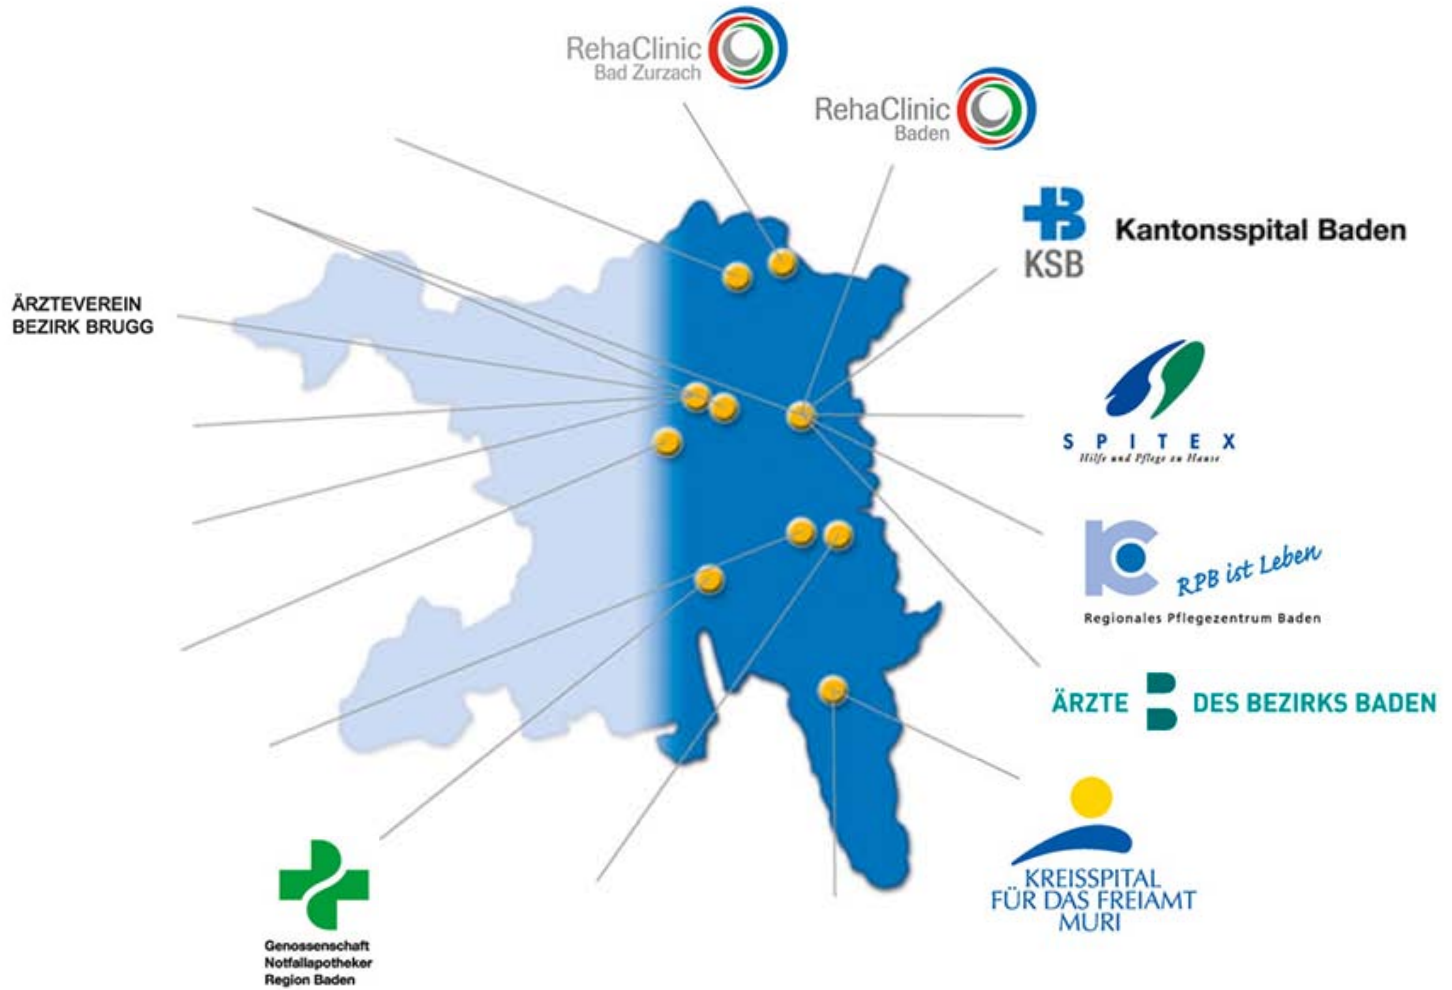 RehaClinic
Bad Zurzach
RehaClinic
Baden
KSB
Kantonsspital Baden
ÄRZTEVEREIN
BEZIRK BRUGG
SPITEX
Hilfe und Pflege zu Hause
RPB ist Leben
Regionales Pflegezentrum Baden
ÄRZTE B DES BEZIRKS BADEN
KREISSPITAL
FÜR DAS FREIAMT
MURI
Genossenschaft
Notfallapotheker
Region Baden